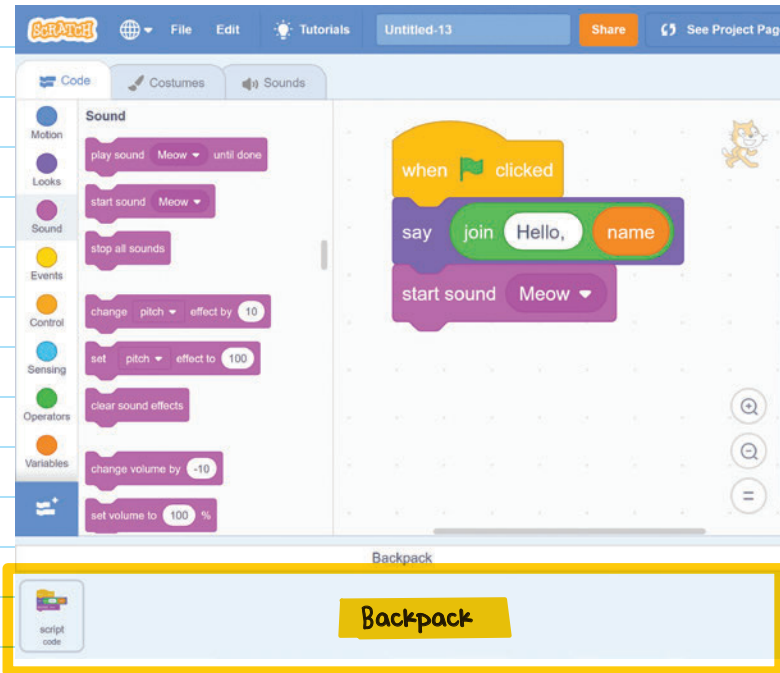 SCRATCH File Edit Tutorials Untitled-13 Share See Project Pag
Code Costumes Sounds
Motion
Looks
Sound
Events
Control
Sensing
Operators
Variables
Sound
play sound Meow until done
start sound Meow
stop all sounds
change pitch effect by 10
set pitch effect to 100
clear sound effects
change volume by -10
set volume to 100 %
when clicked
say join Hello, name
start sound Meow
Backpack
script
code
Backpack